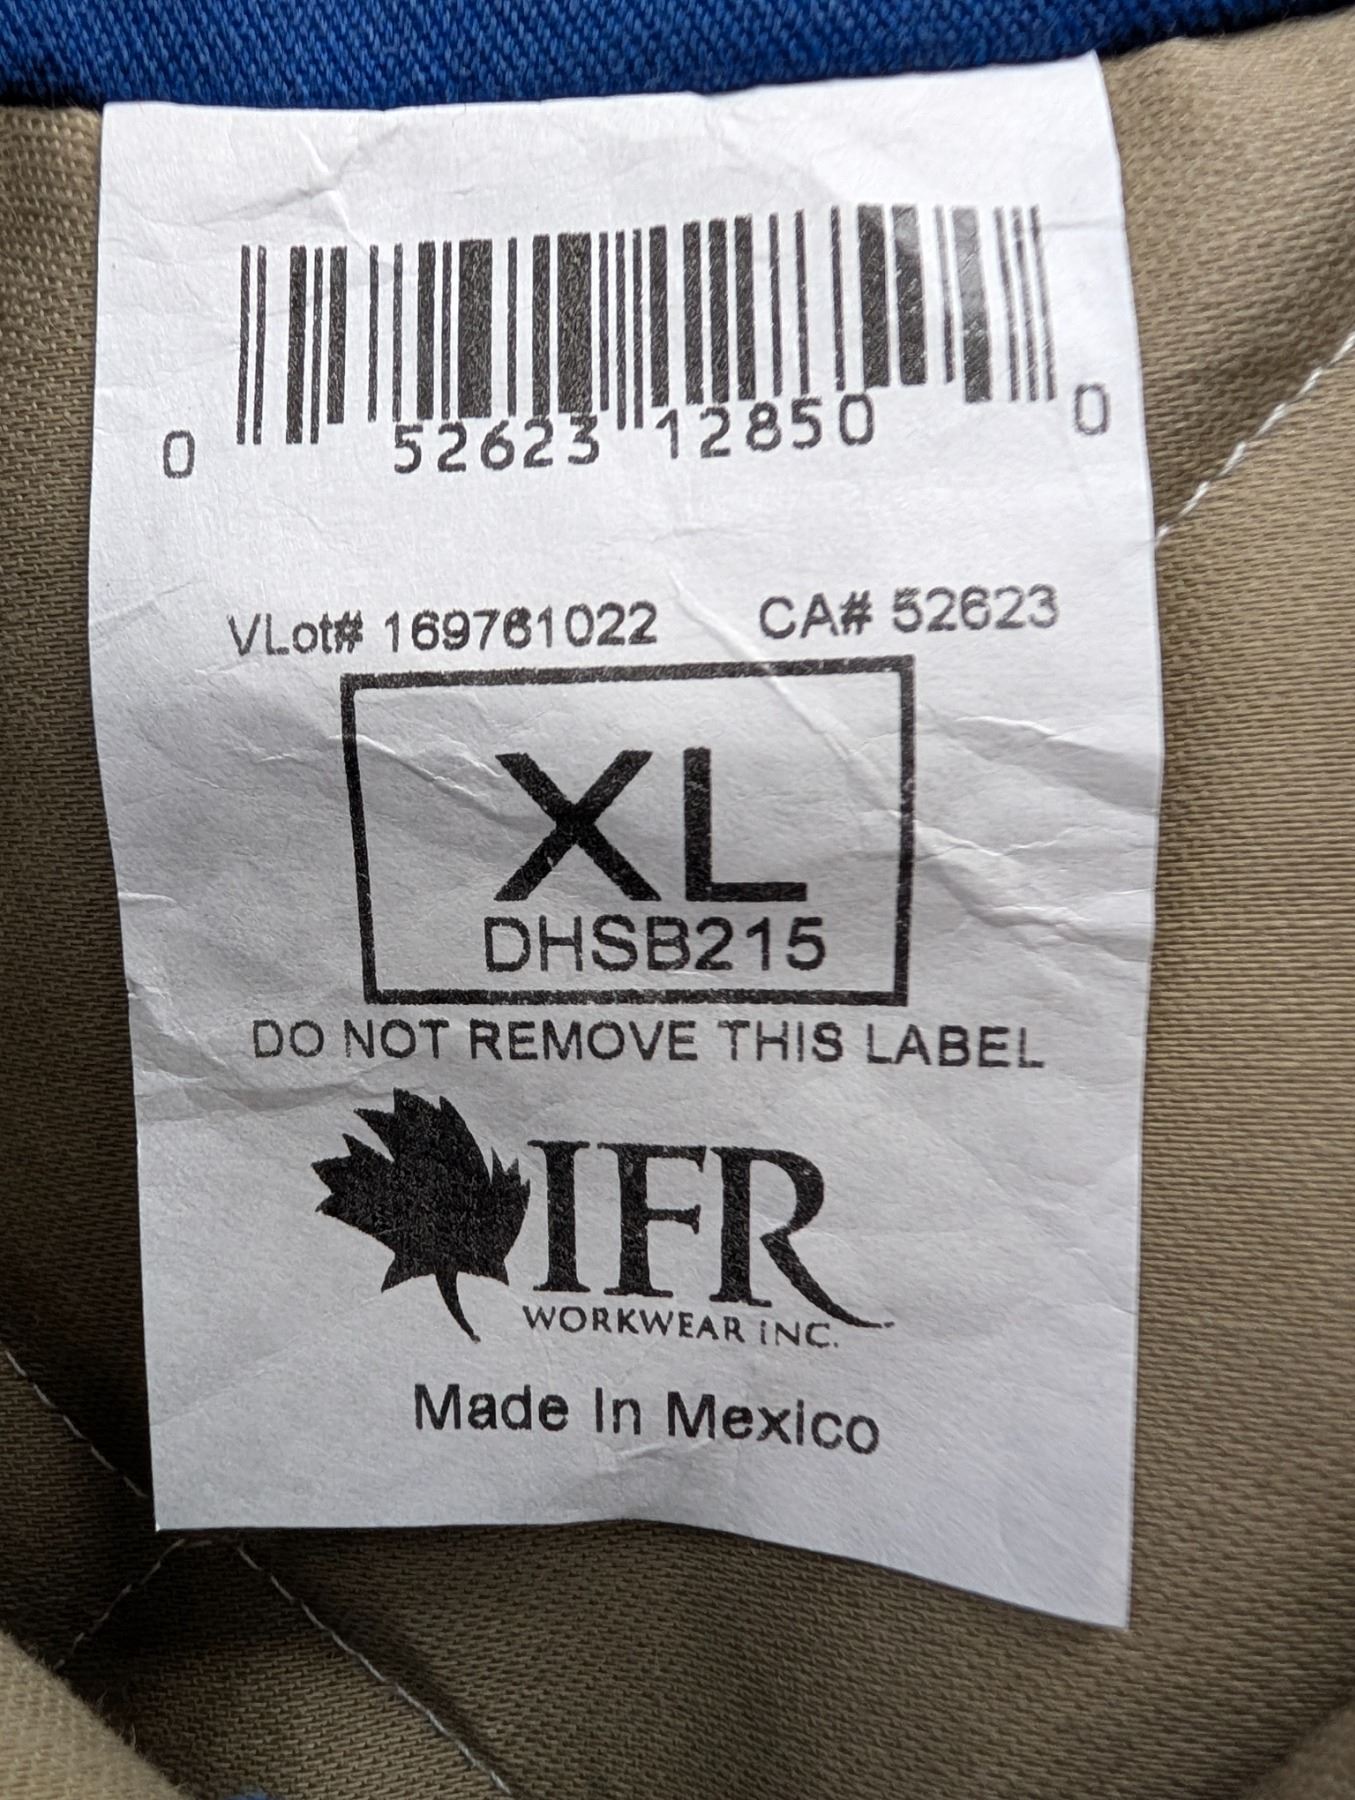 0 52623 12850 0
VLot# 169761022 CA# 52623
XL
DHSB215
DO NOT REMOVE THIS LABEL
IFR
WORKWEAR INC.
Made In Mexico